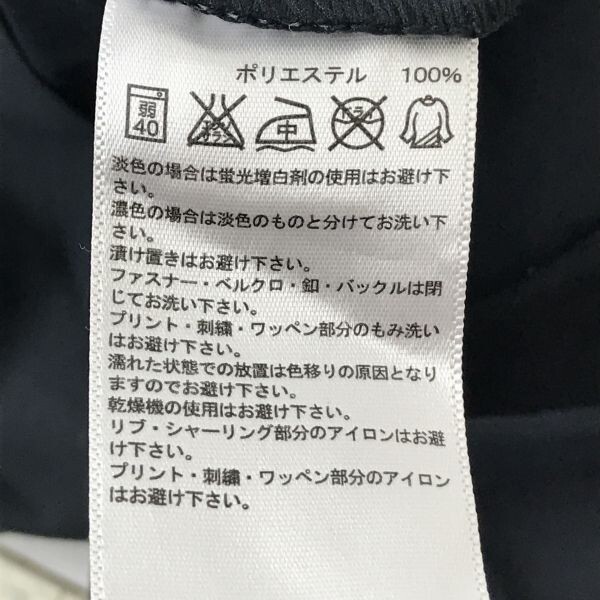 ポリエステル 100%
弱
40
エンソ
サラシ
中
ドライ
淡色の場合は蛍光増白剤の使用はお避け下
さい。
濃色の場合は淡色のものと分けてお洗い下
さい。
漬け置きはお避け下さい。
ファスナー・ベルクロ・釦・バックルは閉
じてお洗い下さい。
プリント・刺繍・ワッペン部分のもみ洗い
はお避け下さい。
濡れた状態での放置は色移りの原因となり
ますのでお避け下さい。
乾燥機の使用はお避け下さい。
リブ・シャーリング部分のアイロンはお避
け下さい。
プリント・刺繍・ワッペン部分のアイロン
はお避け下さい。